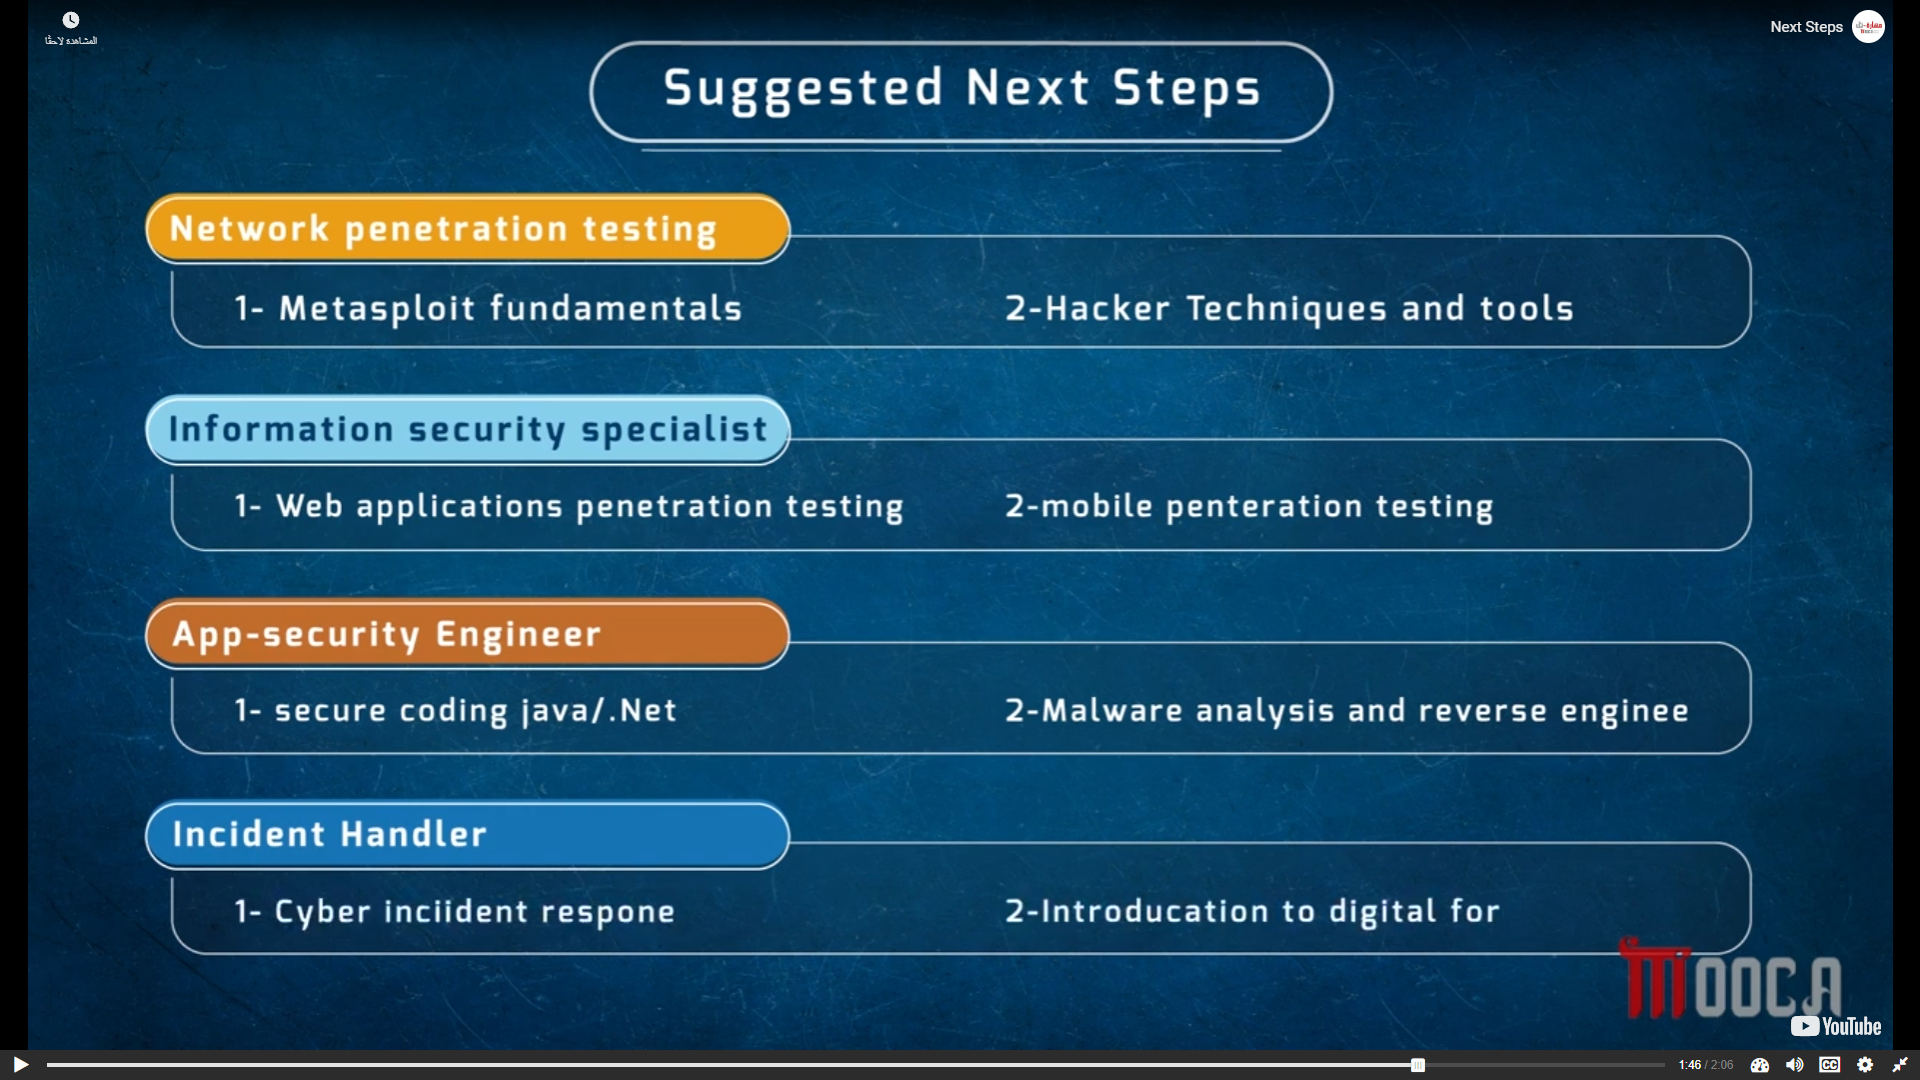 المشاهدة لاحقًا
Next Steps
Suggested Next Steps
Network penetration testing
1- Metasploit fundamentals
2-Hacker Techniques and tools
Information security specialist
1- Web applications penetration testing
2-mobile penteration testing
App-security Engineer
1- secure coding java/.Net
2-Malware analysis and reverse enginee
Incident Handler
1- Cyber inciident respone
2-Introducation to digital for
MOOCA
YouTube
1:46 / 2:06
CC